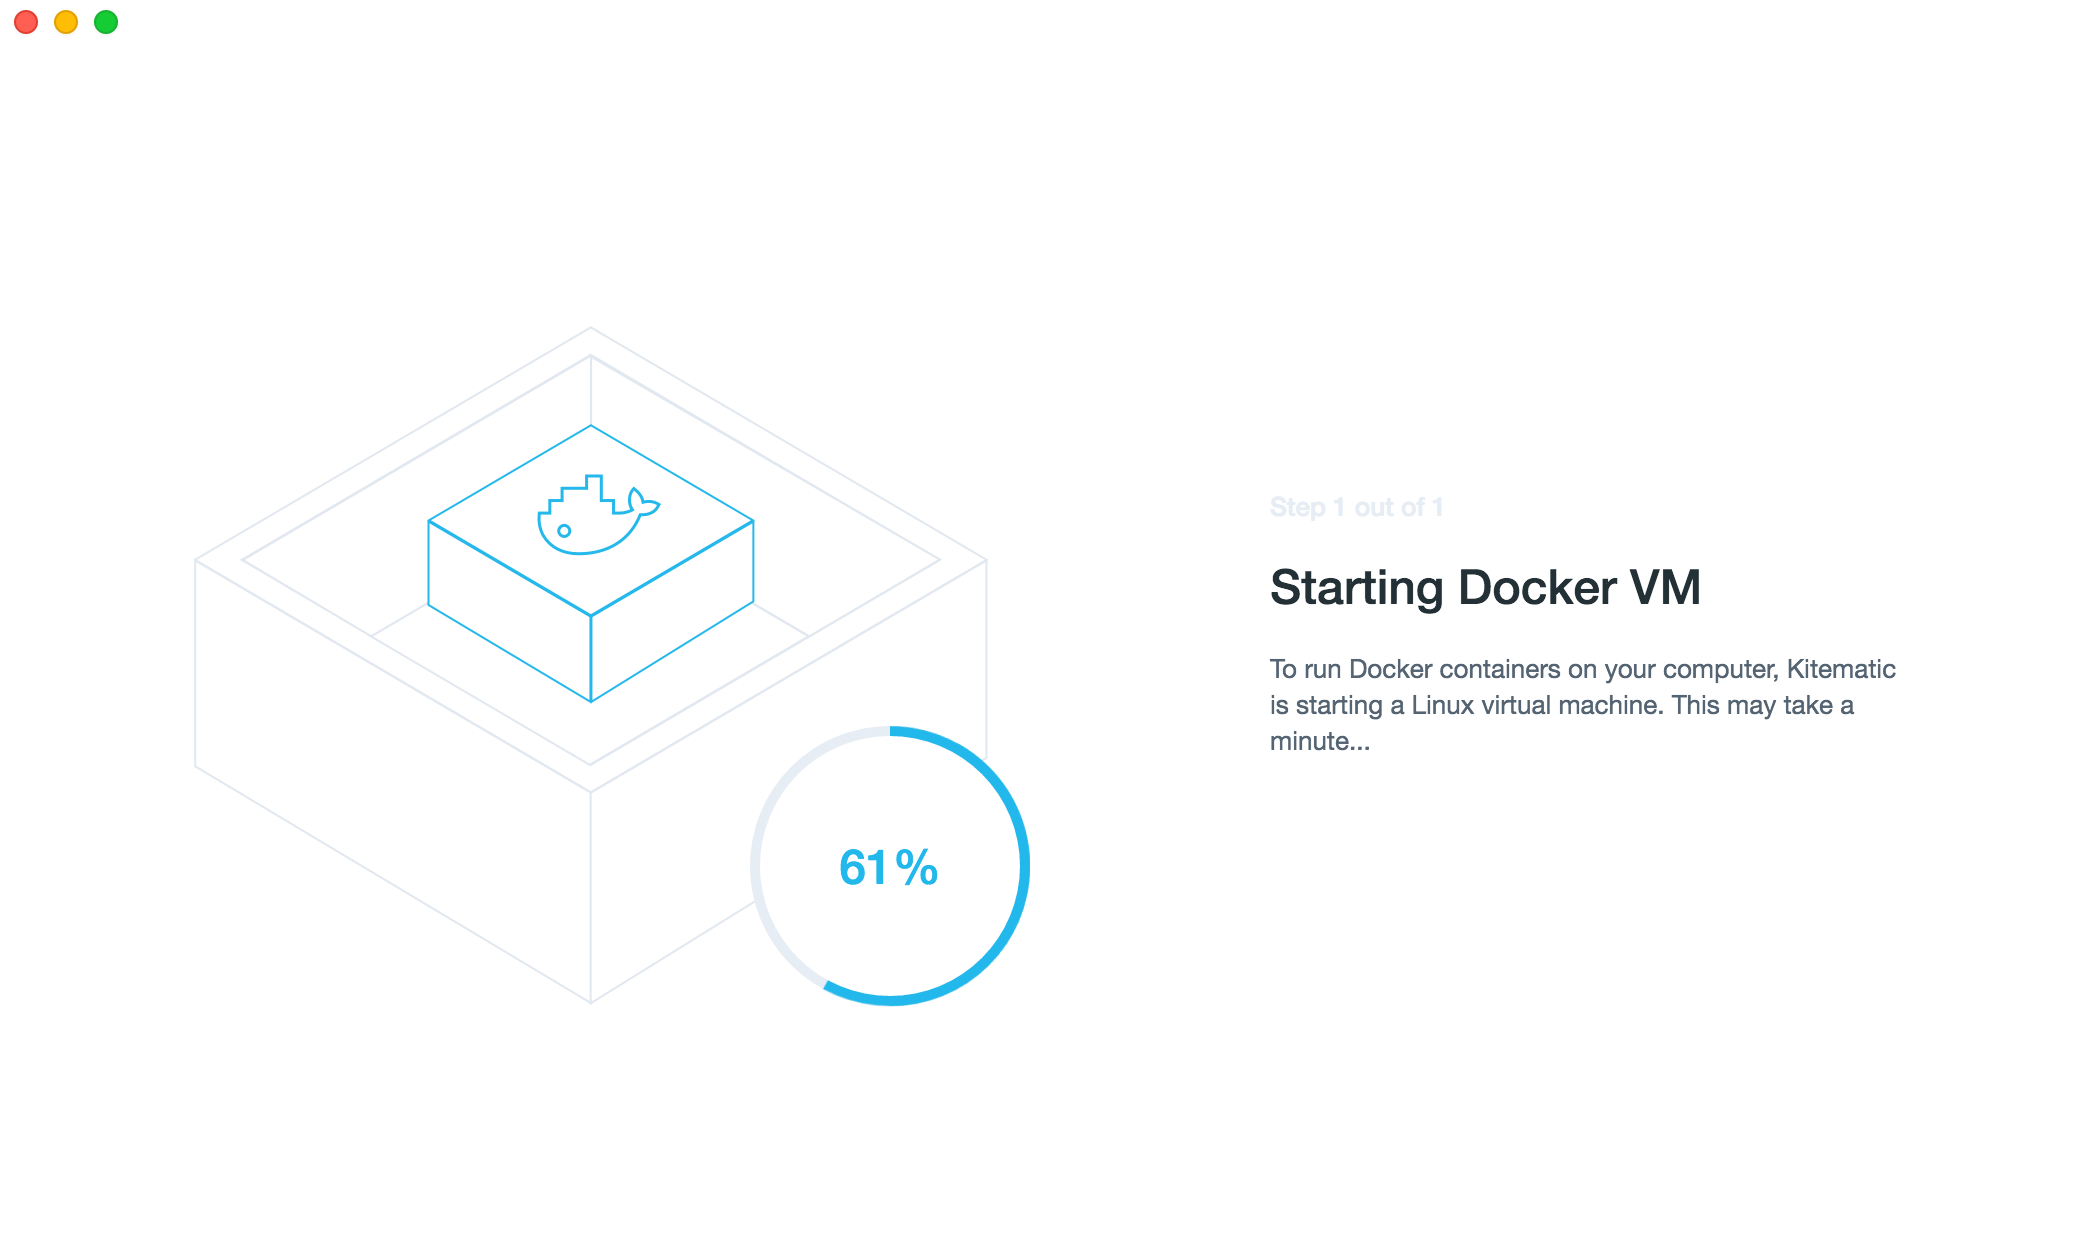 Step 1 out of 1
Starting Docker VM
To run Docker containers on your computer, Kitematic
is starting a Linux virtual machine. This may take a
minute...
61%